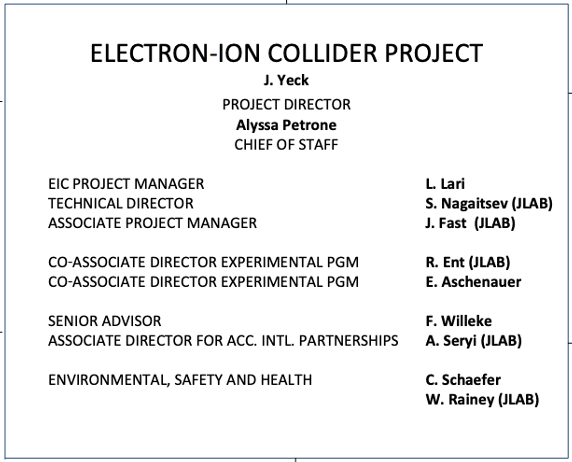 ELECTRON-ION COLLIDER PROJECT
J. Yeck
PROJECT DIRECTOR
Alyssa Petrone
CHIEF OF STAFF
EIC PROJECT MANAGER L. Lari
TECHNICAL DIRECTOR S. Nagaitsev (JLAB)
ASSOCIATE PROJECT MANAGER J. Fast (JLAB)
CO-ASSOCIATE DIRECTOR EXPERIMENTAL PGM R. Ent (JLAB)
CO-ASSOCIATE DIRECTOR EXPERIMENTAL PGM E. Aschenauer
SENIOR ADVISOR F. Willeke
ASSOCIATE DIRECTOR FOR ACC. INTL. PARTNERSHIPS A. Seryi (JLAB)
ENVIRONMENTAL, SAFETY AND HEALTH C. Schaefer
W. Rainey (JLAB)